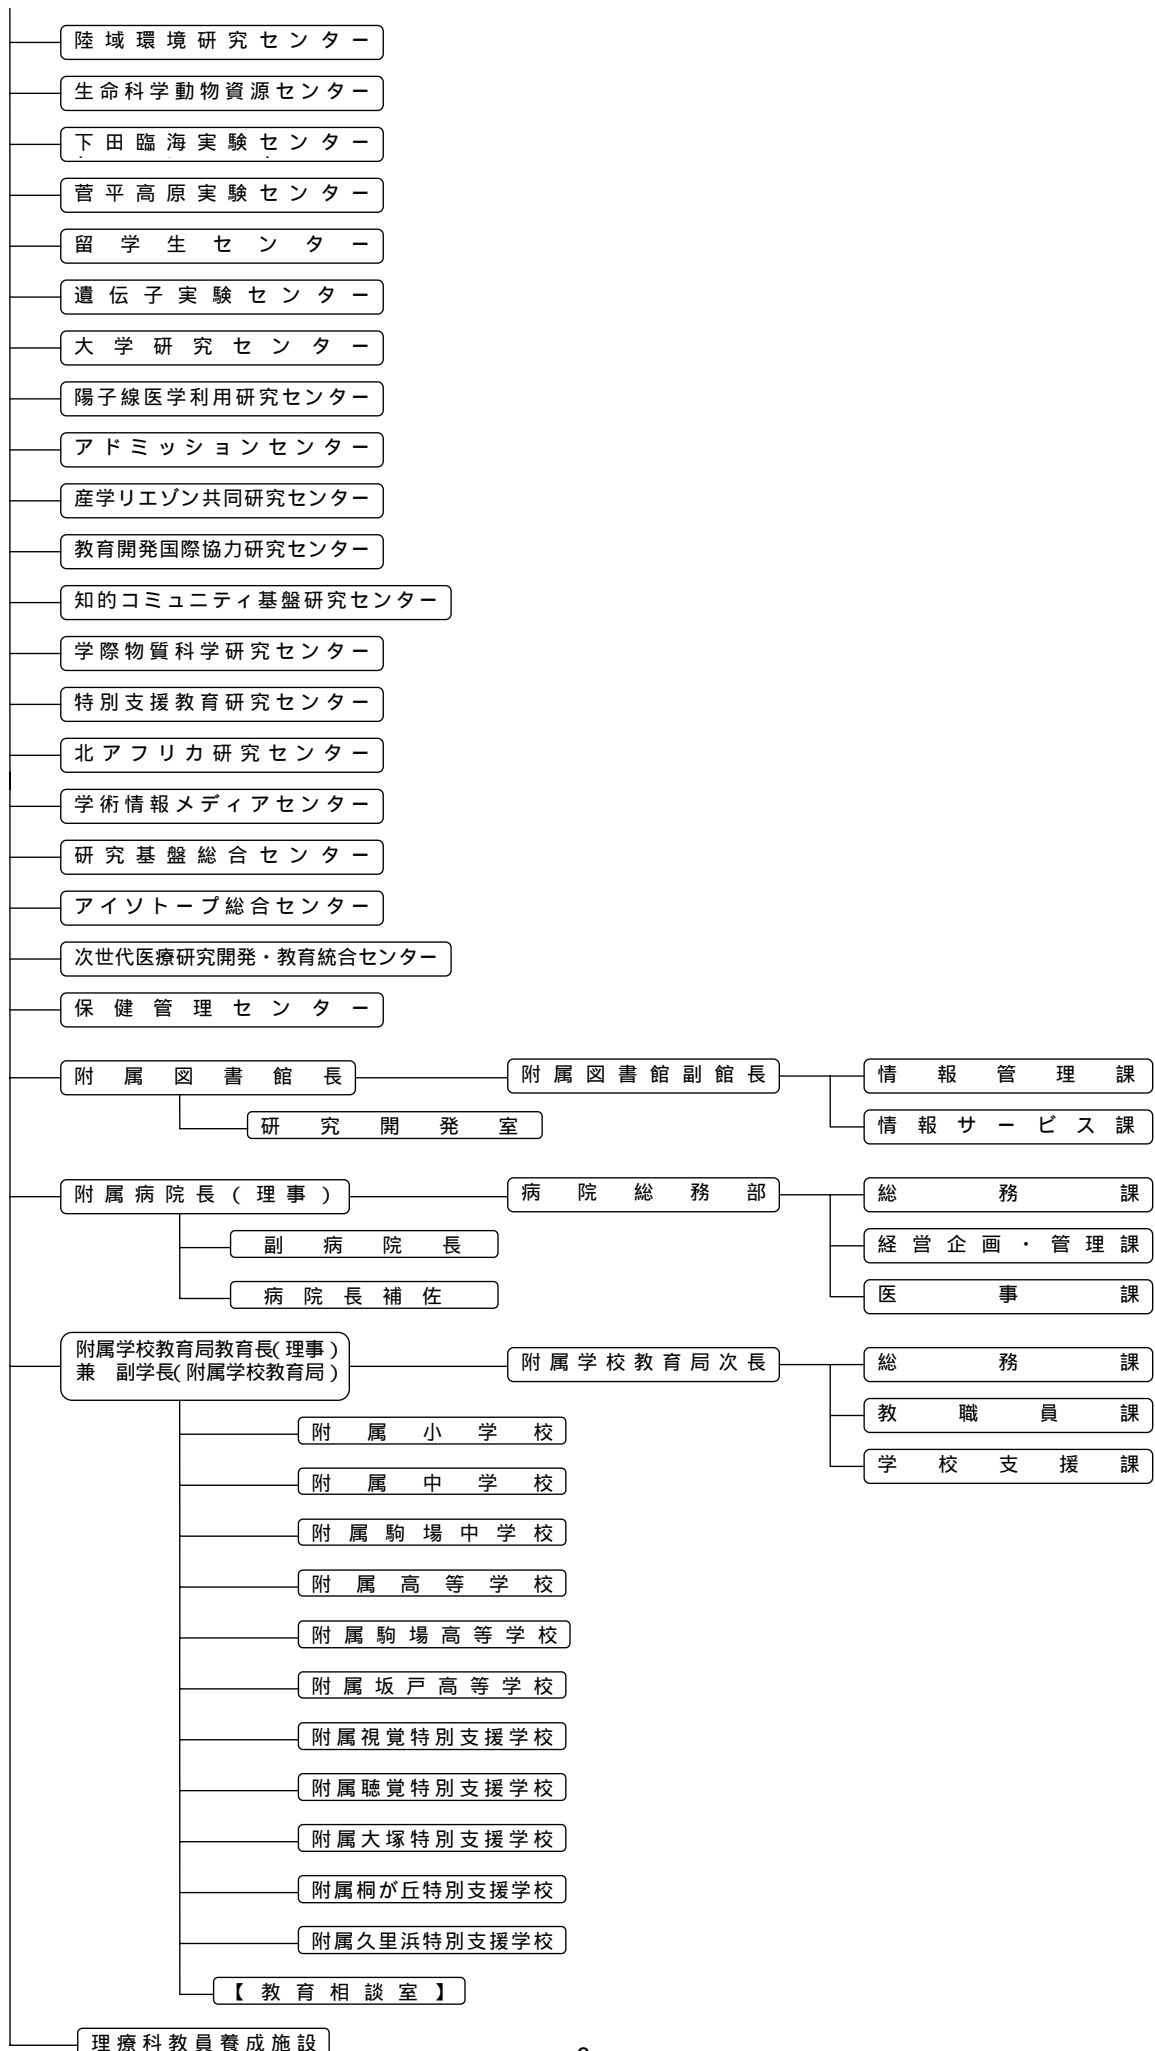 陸域環境研究センター
生命科学動物資源センター
下田臨海実験センター
菅平高原実験センター
留学生センター
遺伝子実験センター
大学研究センター
陽子線医学利用研究センター
アドミッションセンター
産学リエゾン共同研究センター
教育開発国際協力研究センター
知的コミュニティ基盤研究センター
学際物質科学研究センター
特別支援教育研究センター
北アフリカ研究センター
学術情報メディアセンター
研究基盤総合センター
アイソトープ総合センター
次世代医療研究開発・教育統合センター
保健管理センター
附属図書館長
附属図書館副館長
情報管理課
研究開発室
情報サービス課
附属病院長(理事)
病院総務部
総務課
副病院長
経営企画・管理課
病院長補佐
医事課
附属学校教育局教育長(理事)
兼 副学長(附属学校教育局)
附属学校教育局次長
総務課
教職員課
学校支援課
附属小学校
附属中学校
附属駒場中学校
附属高等学校
附属駒場高等学校
附属坂戸高等学校
附属視覚特別支援学校
附属聴覚特別支援学校
附属大塚特別支援学校
附属桐が丘特別支援学校
附属久里浜特別支援学校
【教育相談室】
理療科教員養成施設